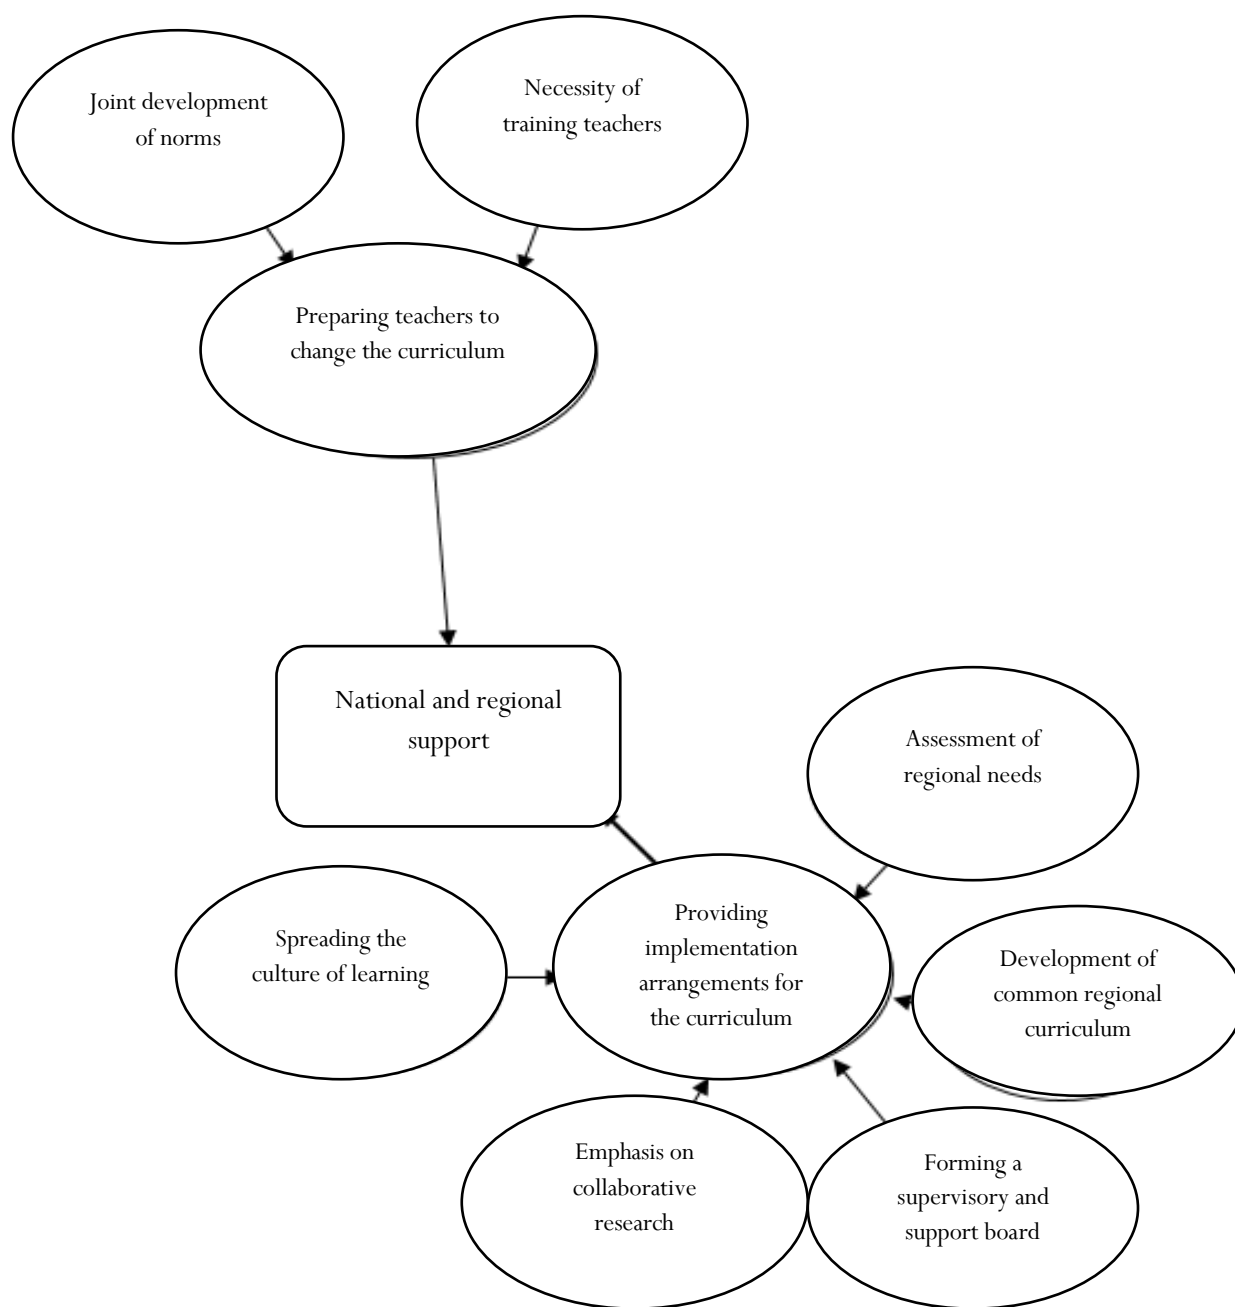 Joint development
of norms
Necessity of
training teachers
Preparing teachers to
change the curriculum
National and regional
support
Assessment of
regional needs
Spreading the
culture of learning
Providing
implementation
arrangements for
the curriculum
Development of
common regional
curriculum
Emphasis on
collaborative
research
Forming a
supervisory and
support board